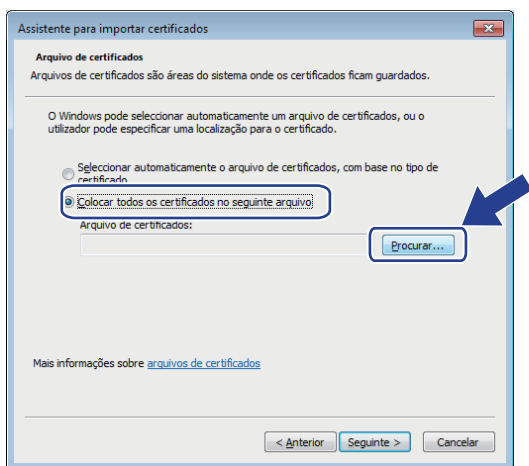 Assistente para importar certificados
Arquivo de certificados
Arquivos de certificados são áreas do sistema onde os certificados ficam guardados.
O Windows pode seleccionar automaticamente um arquivo de certificados, ou o
utilizador pode especificar uma localização para o certificado.
Seleccionar automaticamente o arquivo de certificados, com base no tipo de
certificado
Colocar todos os certificados no seguinte arquivo
Arquivo de certificados:
Procurar...
Mais informações sobre arquivos de certificados
< Anterior Seguinte > Cancelar